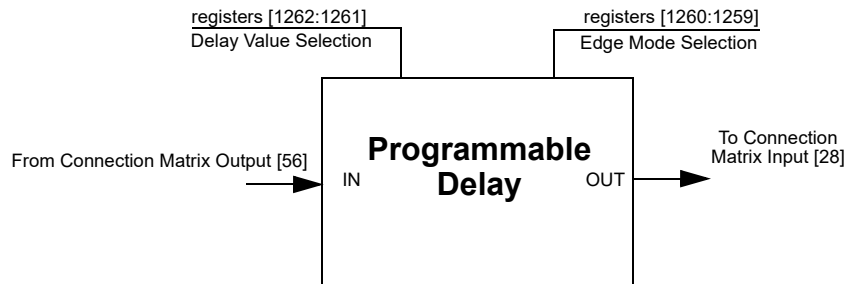 registers [1262:1261]
Delay Value Selection
registers [1260:1259]
Edge Mode Selection
From Connection Matrix Output [56]
IN
Programmable
Delay
OUT
To Connection
Matrix Input [28]